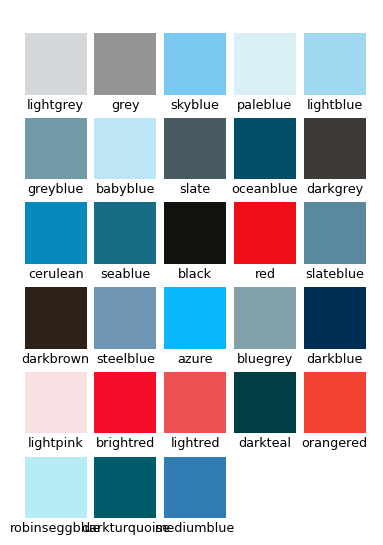 lightgrey grey skyblue paleblue lightblue
greyblue babyblue slate oceanblue darkgrey
cerulean seablue black red slateblue
darkbrown steelblue azure bluegrey darkblue
lightpink brightred lightred darkteal orangered
robinseggblue darkturquoise mediumblue